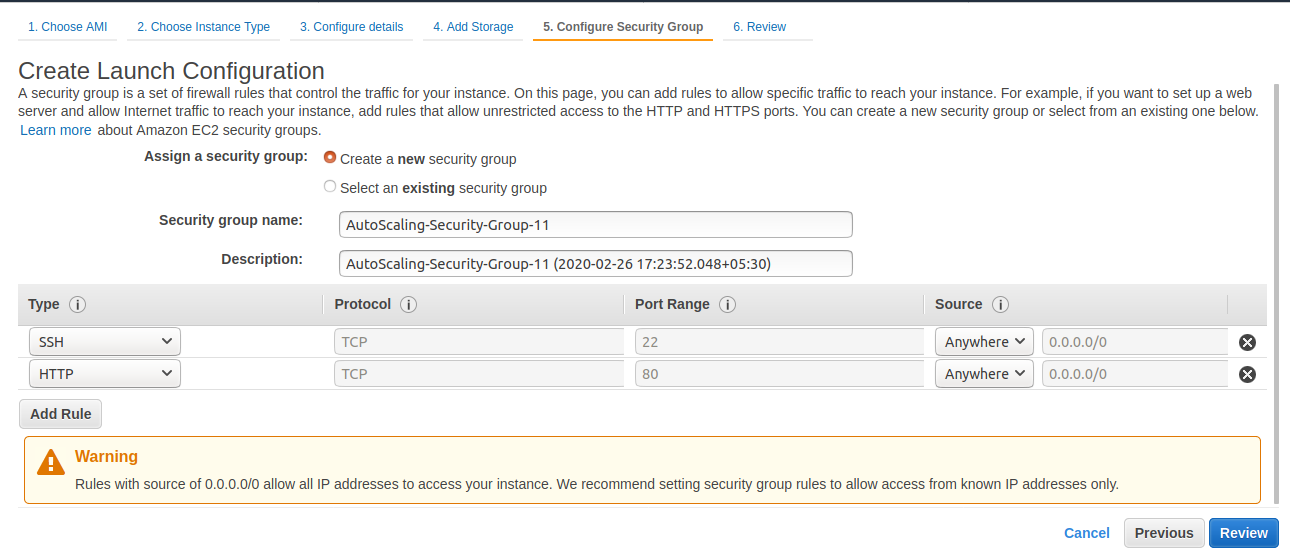 1. Choose AMI 2. Choose Instance Type 3. Configure details 4. Add Storage 5. Configure Security Group 6. Review
Create Launch Configuration
A security group is a set of firewall rules that control the traffic for your instance. On this page, you can add rules to allow specific traffic to reach your instance. For example, if you want to set up a web
server and allow Internet traffic to reach your instance, add rules that allow unrestricted access to the HTTP and HTTPS ports. You can create a new security group or select from an existing one below.
Learn more about Amazon EC2 security groups.
Assign a security group: Create a new security group
Select an existing security group
Security group name: AutoScaling-Security-Group-11
Description: AutoScaling-Security-Group-11 (2020-02-26 17:23:52.048+05:30)
Type i Protocol i Port Range i Source i
SSH TCP 22 Anywhere 0.0.0.0/0
HTTP TCP 80 Anywhere 0.0.0.0/0
Add Rule
Warning
Rules with source of 0.0.0.0/0 allow all IP addresses to access your instance. We recommend setting security group rules to allow access from known IP addresses only.
Cancel Previous Review